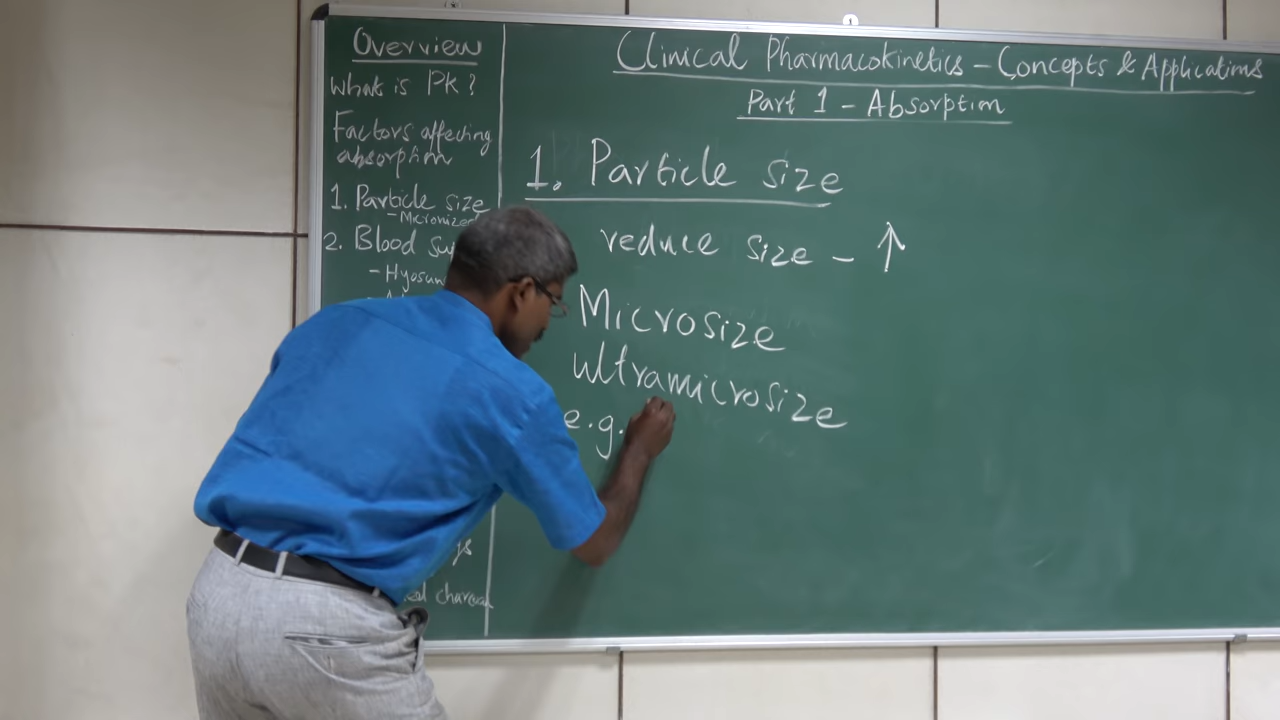 Overview
What is PK?
Factors affecting
absorption
1. Particle size
- Micronized
2. Blood
Clinical Pharmacokinetics - Concepts & Applications
Part 1 - Absorption
1. Particle size
reduce size - ↑
Microsize
ultramicrosize
e.g.
charcoal